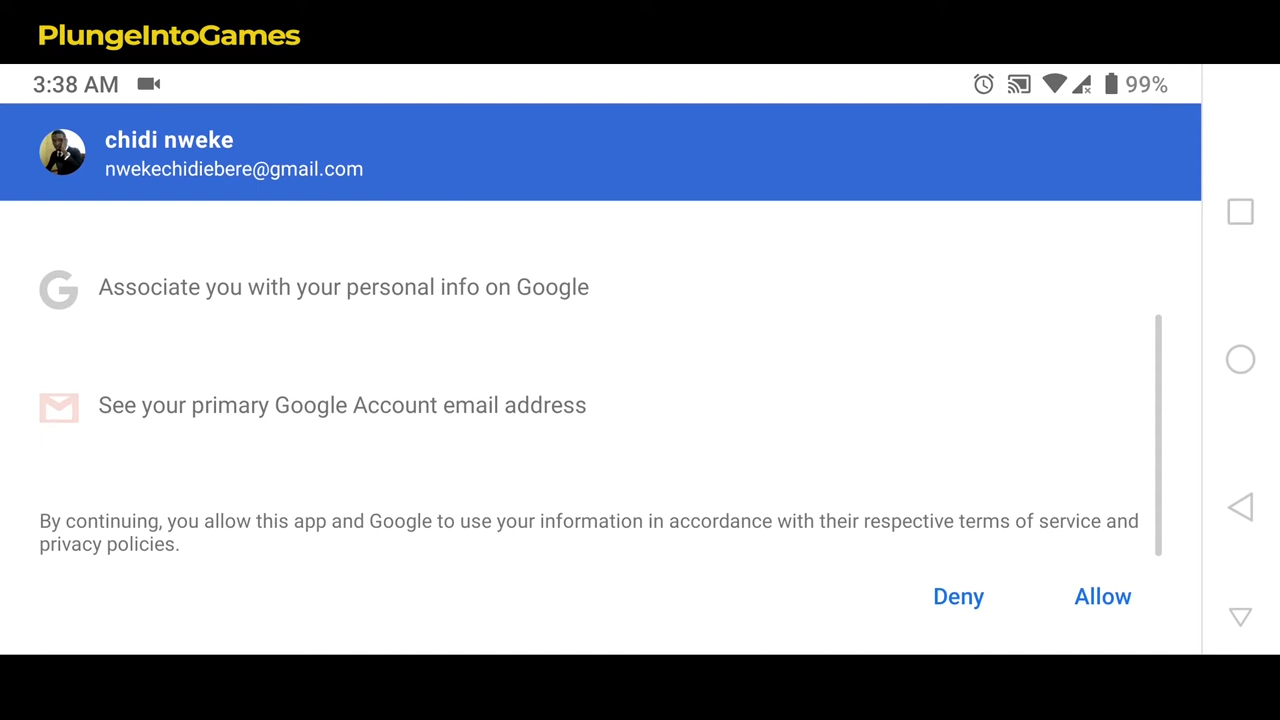 PlungeIntoGames
3:38 AM 99%
chidi nweke
nwekechidiebere@gmail.com
Associate you with your personal info on Google
See your primary Google Account email address
By continuing, you allow this app and Google to use your information in accordance with their respective terms of service and
privacy policies.
Deny Allow